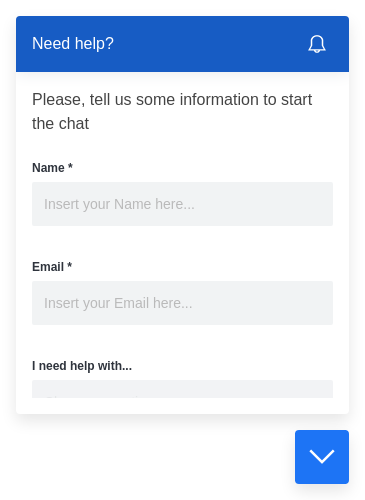 Need help?
Please, tell us some information to start
the chat
Name *
Insert your Name here...
Email *
Insert your Email here...
I need help with...